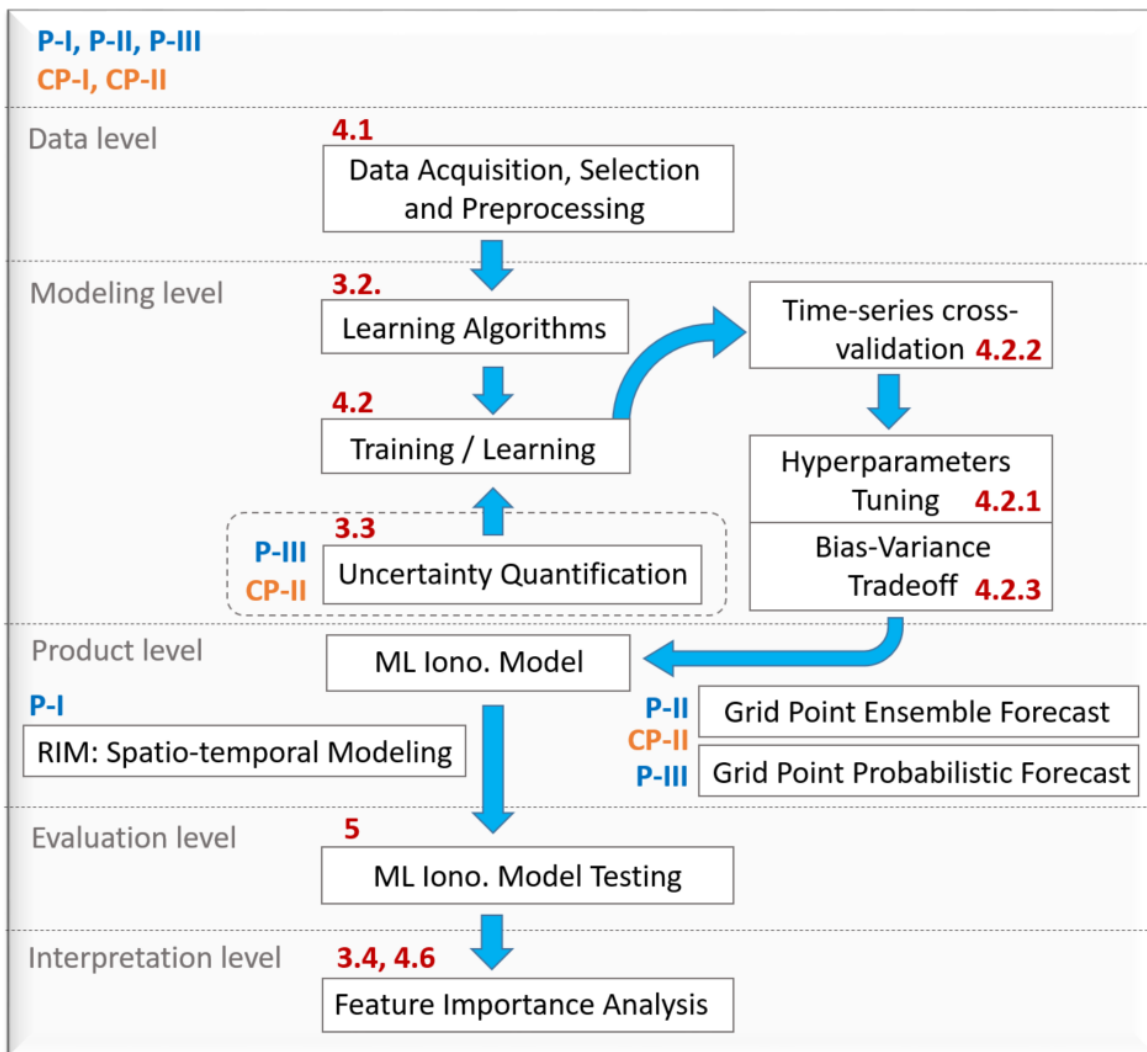 P-I, P-II, P-III
CP-I, CP-II
Data level
4.1
Data Acquisition, Selection
and Preprocessing
Modeling level
3.2.
Learning Algorithms
Time-series cross-
validation 4.2.2
4.2
Training / Learning
Hyperparameters
Tuning 4.2.1
Bias-Variance
Tradeoff 4.2.3
3.3
P-III
CP-II
Uncertainty Quantification
Product level
ML Iono. Model
P-I
RIM: Spatio-temporal Modeling
P-II
Grid Point Ensemble Forecast
CP-II
P-III
Grid Point Probabilistic Forecast
Evaluation level
5
ML Iono. Model Testing
Interpretation level
3.4, 4.6
Feature Importance Analysis